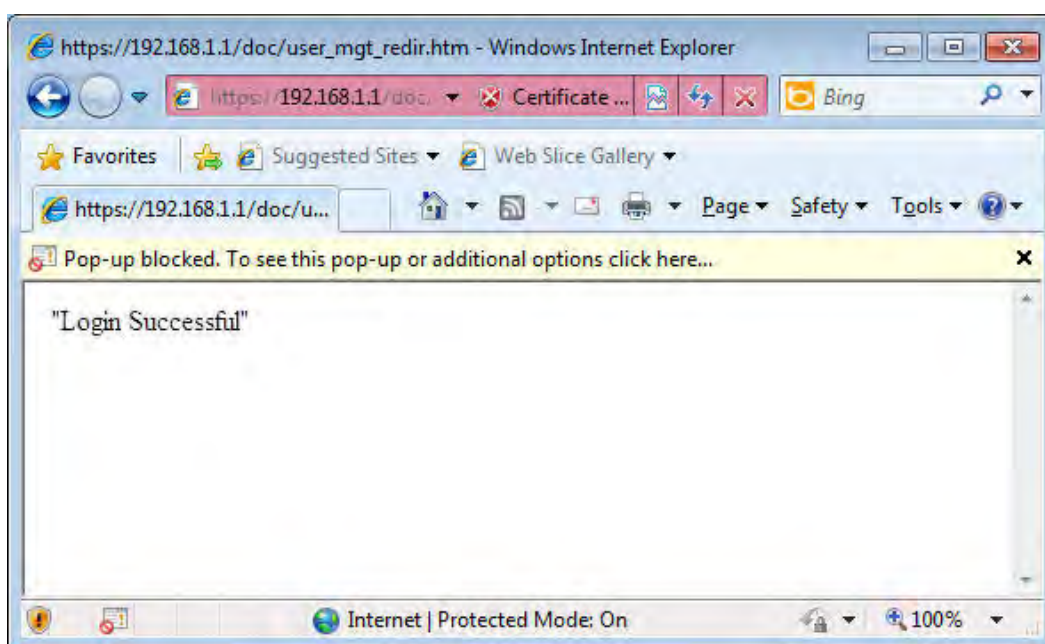 https://192.168.1.1/doc/user_mgt_redir.htm - Windows Internet Explorer
https://192.168.1.1/doc. Certificate ... Bing
Favorites Suggested Sites Web Slice Gallery
https://192.168.1.1/doc/u... Page Safety Tools
Pop-up blocked. To see this pop-up or additional options click here...
"Login Successful"
Internet | Protected Mode: On 100%